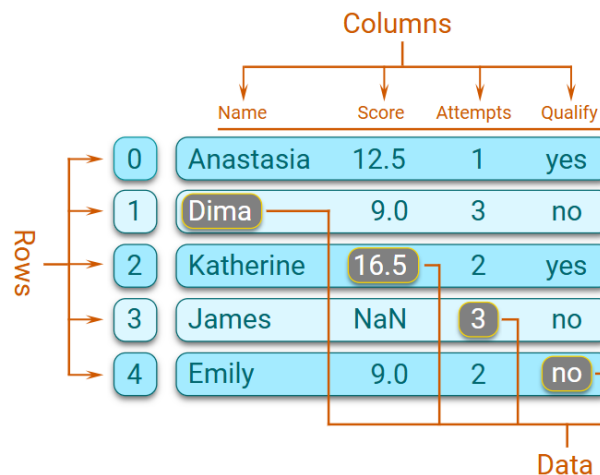 Columns
Name Score Attempts Qualify
0 Anastasia 12.5 1 yes
1 Dima 9.0 3 no
2 Katherine 16.5 2 yes
3 James NaN 3 no
4 Emily 9.0 2 no
Rows
Data